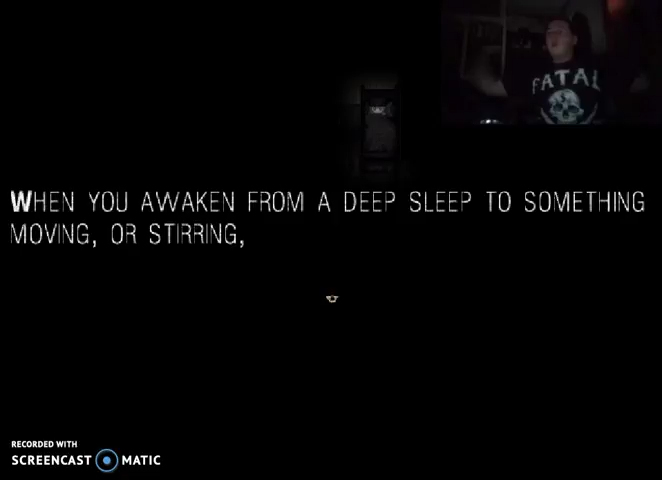 FATAL
WHEN YOU AWAKEN FROM A DEEP SLEEP TO SOMETHING
MOVING, OR STIRRING,
RECORDED WITH
SCREENCAST MATIC